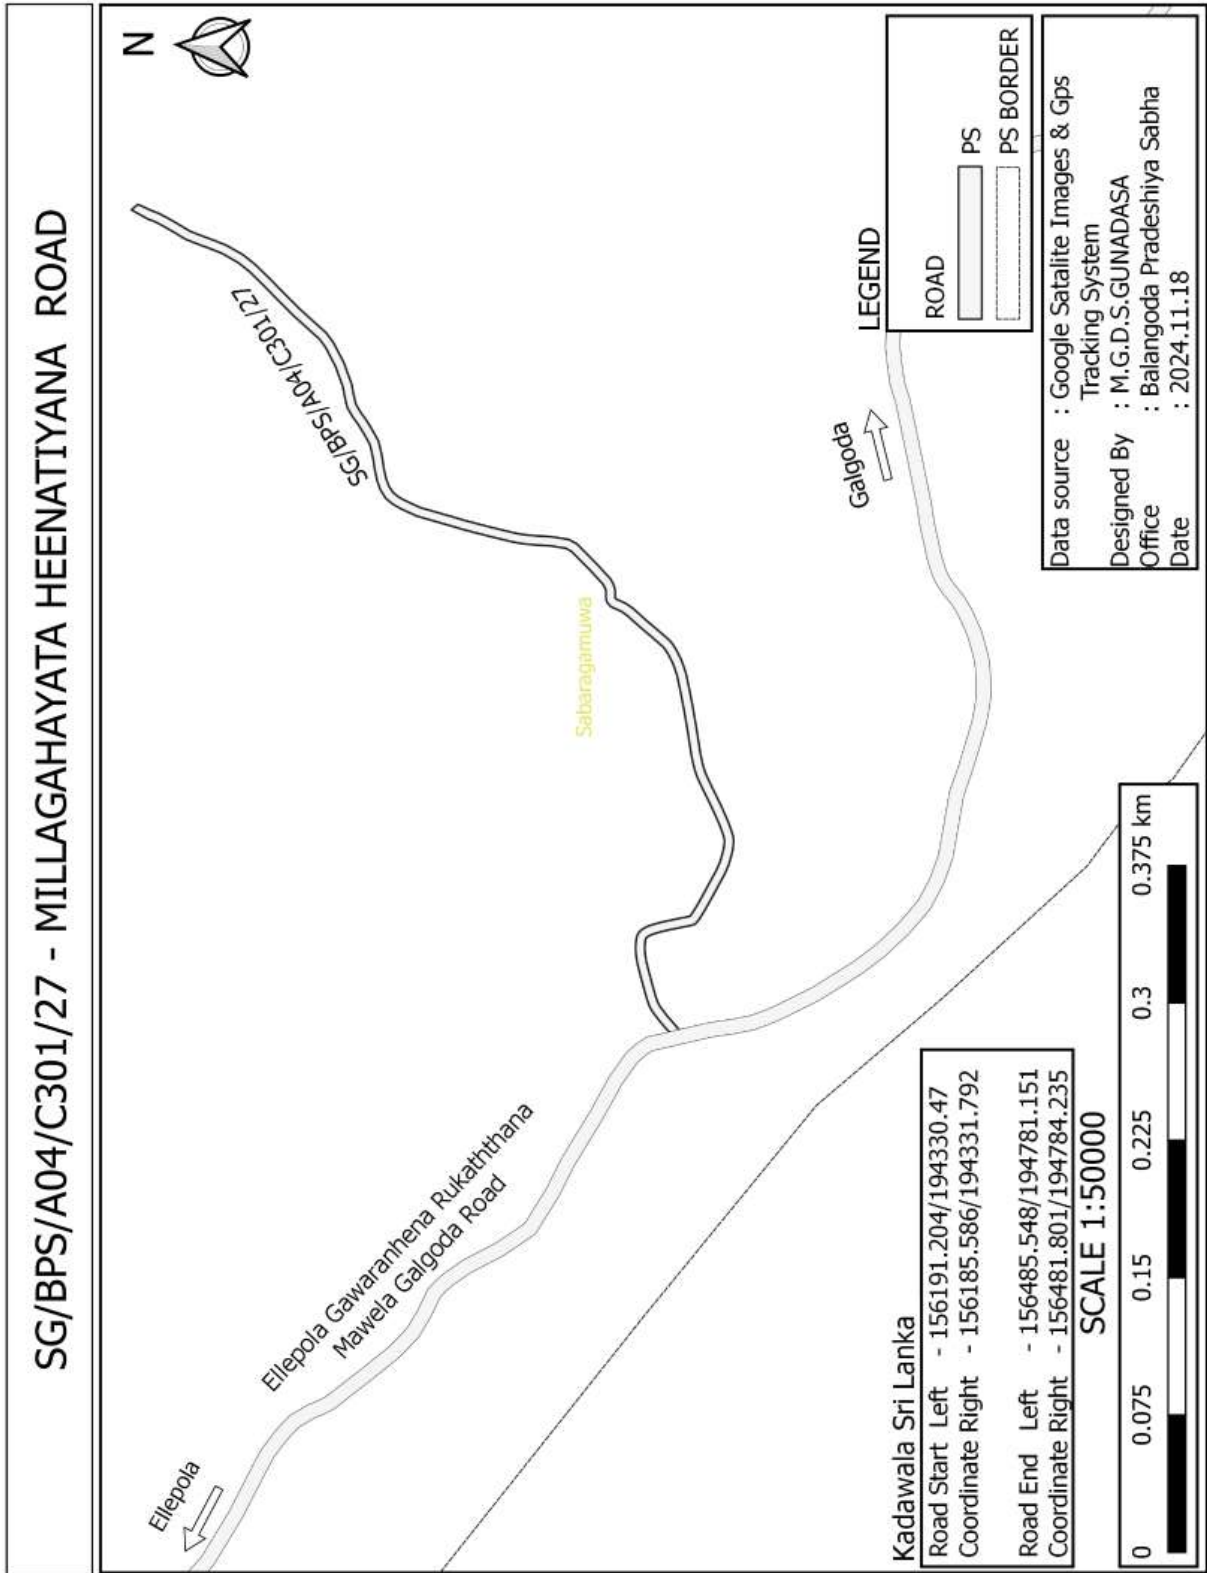 SG/BPS/A04/C301/27 - MILLAGAHAYATA HEENATIYANA ROAD
N
SG/BPS/A04/C301/27
Sabaragamuwa
Ellepola
Ellepola Gawaranhena Rukaththana
Mawela Galgoda Road
Galgoda
Kadawala Sri Lanka
Road Start Left - 156191.204/194330.47
Coordinate Right - 156185.586/194331.792
Road End Left - 156485.548/194781.151
Coordinate Right - 156481.801/194784.235
SCALE 1:50000
0 0.075 0.15 0.225 0.3 0.375 km
LEGEND
ROAD
PS
PS BORDER
Data source : Google Satalite Images & Gps
Tracking System
Designed By : M.G.D.S.GUNADASA
Office : Balangoda Pradeshiya Sabha
Date : 2024.11.18